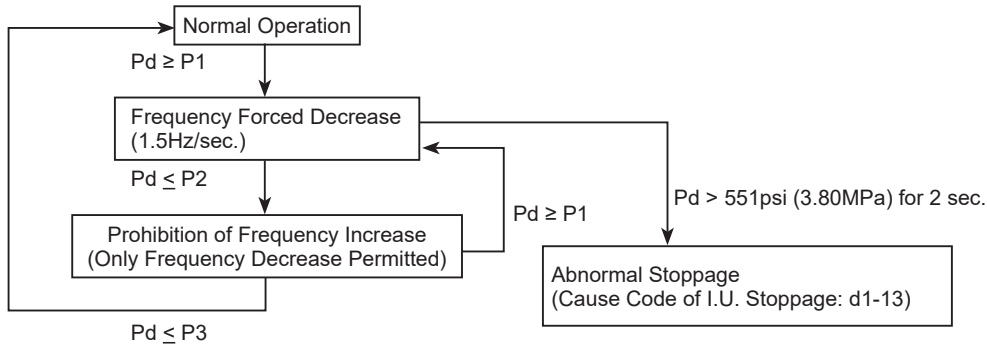 Normal Operation
Pd ≥ P1
Frequency Forced Decrease
(1.5Hz/sec.)
Pd ≤ P2
Pd ≥ P1
Pd > 551psi (3.80MPa) for 2 sec.
Prohibition of Frequency Increase
(Only Frequency Decrease Permitted)
Abnormal Stoppage
(Cause Code of I.U. Stoppage: d1-13)
Pd ≤ P3